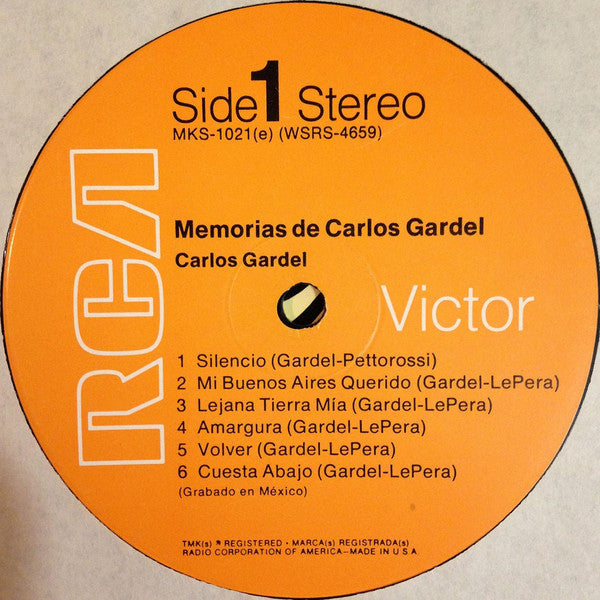 Side 1 Stereo
MKS-1021(e) (WSRS-4659)
RCA
Memorias de Carlos Gardel
Carlos Gardel
Victor
1 Silencio (Gardel-Pettorossi)
2 Mi Buenos Aires Querido (Gardel-LePera)
3 Lejana Tierra Mía (Gardel-LePera)
4 Amargura (Gardel-LePera)
5 Volver (Gardel-LePera)
6 Cuesta Abajo (Gardel-LePera)
(Grabado en México)
TMK(s) ® REGISTERED • MARCA(s) REGISTRADA(s)
RADIO CORPORATION OF AMERICA—MADE IN U.S.A.